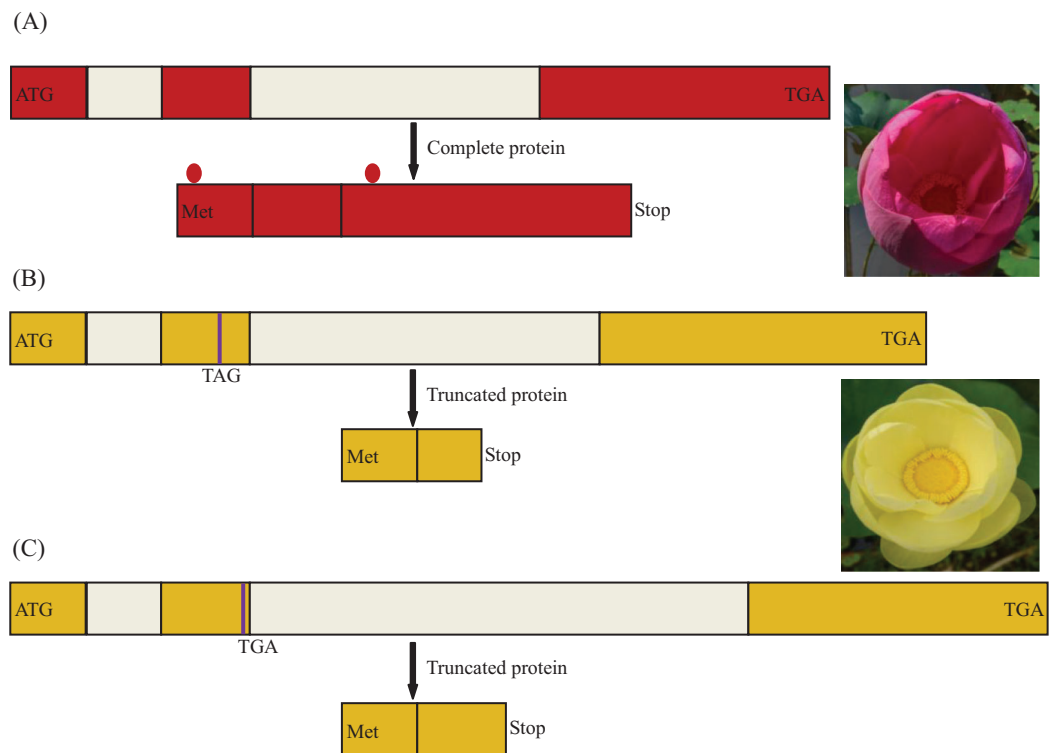 (A)
ATG TGA
Complete protein
Met Stop
(B)
ATG TGA
TAG
Truncated protein
Met Stop
(C)
ATG TGA
TGA
Truncated protein
Met Stop